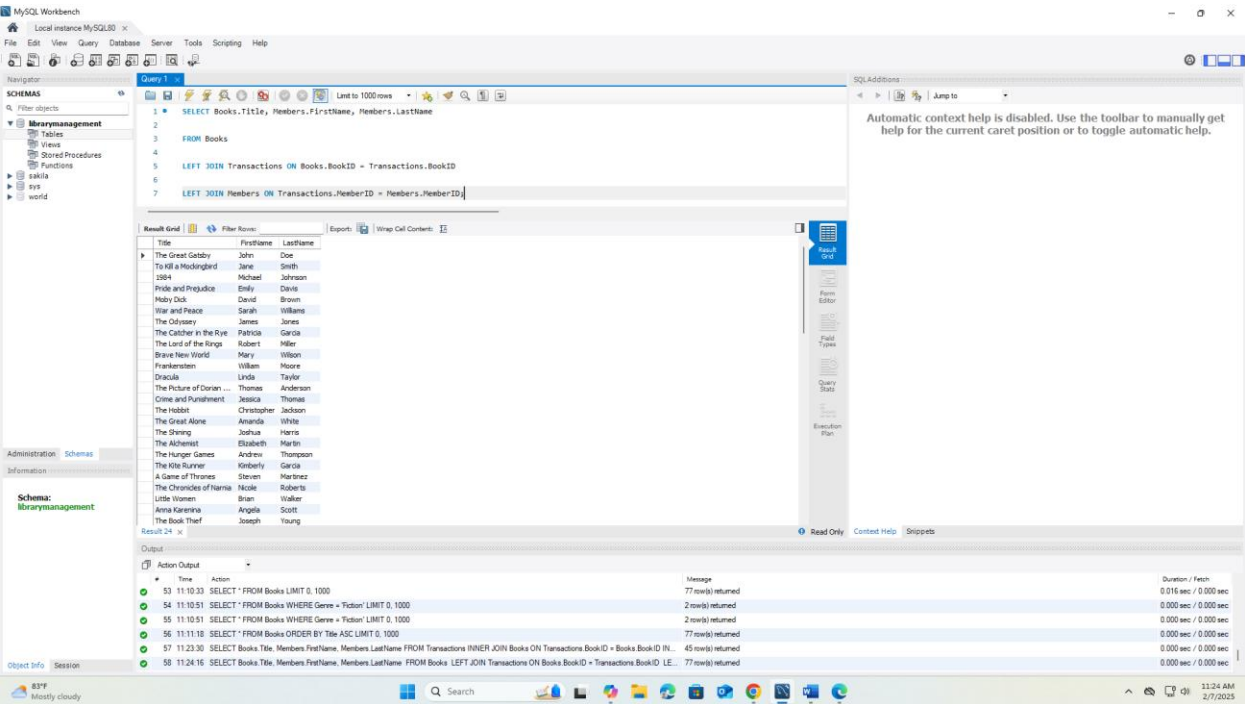 MySQL Workbench
Local instance MySQL80 ×
File Edit View Query Database Server Tools Scripting Help
Navigator
SCHEMAS
Filter objects
librarymanagement
Tables
Views
Stored Procedures
Functions
sakila
sys
world
Administration Schemas
Information
Schema:
librarymanagement
Object Info Session
Query 1 ×
Limit to 1000 rows
1 SELECT Books.Title, Members.FirstName, Members.LastName
2
3 FROM Books
4
5 LEFT JOIN Transactions ON Books.BookID = Transactions.BookID
6
7 LEFT JOIN Members ON Transactions.MemberID = Members.MemberID;
Result Grid Filter Rows: Export: Wrap Cell Content:
Title FirstName LastName
The Great Gatsby John Doe
To Kill a Mockingbird Jane Smith
1984 Michael Johnson
Pride and Prejudice Emily Davis
Moby Dick David Brown
War and Peace Sarah Williams
The Odyssey James Jones
The Catcher in the Rye Patricia Garcia
The Lord of the Rings Robert Miller
Brave New World Mary Wilson
Frankenstein William Moore
Dracula Linda Taylor
The Picture of Dorian ... Thomas Anderson
Crime and Punishment Jessica Thomas
The Hobbit Christopher Jackson
The Great Alone Amanda White
The Shining Joshua Harris
The Alchemist Elizabeth Martin
The Hunger Games Andrew Thompson
The Kite Runner Kimberly Garcia
A Game of Thrones Steven Martinez
The Chronicles of Narnia Nicole Roberts
Little Women Brian Walker
Anna Karenina Angela Scott
The Book Thief Joseph Young
Result Grid
Form Editor
Field Types
Query Stats
Execution Plan
Result 24 ×
Read Only
SQLAdditions
Jump to
Automatic context help is disabled. Use the toolbar to manually get
help for the current caret position or to toggle automatic help.
Context Help Snippets
Output
Action Output
# Time Action Message Duration / Fetch
53 11:10:33 SELECT * FROM Books LIMIT 0, 1000 77 row(s) returned 0.016 sec / 0.000 sec
54 11:10:51 SELECT * FROM Books WHERE Genre = 'Fiction' LIMIT 0, 1000 2 row(s) returned 0.000 sec / 0.000 sec
55 11:10:51 SELECT * FROM Books WHERE Genre = 'Fiction' LIMIT 0, 1000 2 row(s) returned 0.000 sec / 0.000 sec
56 11:11:18 SELECT * FROM Books ORDER BY Title ASC LIMIT 0, 1000 77 row(s) returned 0.000 sec / 0.000 sec
57 11:23:30 SELECT Books.Title, Members.FirstName, Members.LastName FROM Transactions INNER JOIN Books ON Transactions.BookID = Books.BookID IN... 45 row(s) returned 0.000 sec / 0.000 sec
58 11:24:16 SELECT Books.Title, Members.FirstName, Members.LastName FROM Books LEFT JOIN Transactions ON Books.BookID = Transactions.BookID LE... 77 row(s) returned 0.000 sec / 0.000 sec
83°F
Mostly cloudy
Search
11:24 AM
2/7/2025